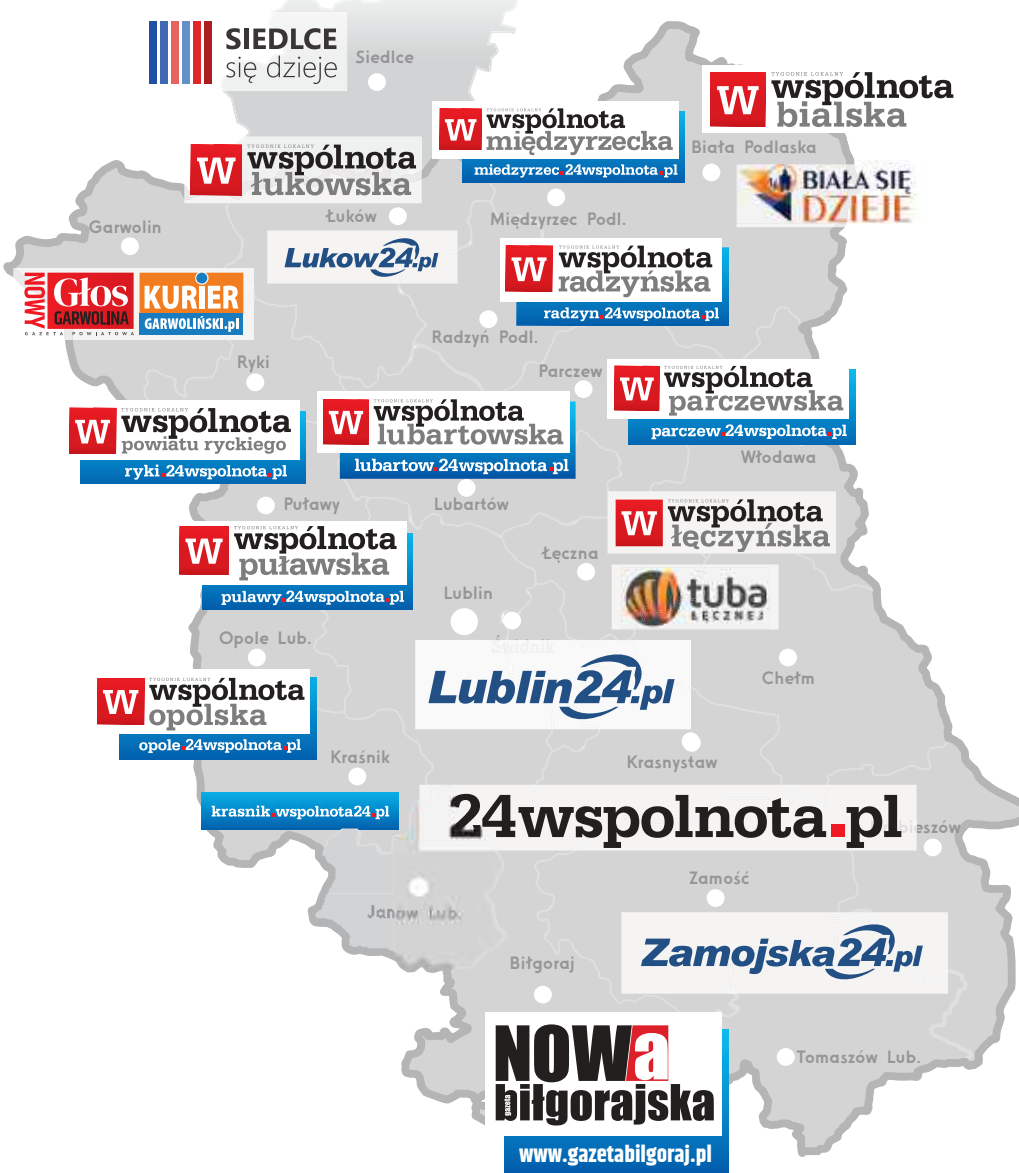 SIEDLCE
się dzieje
Siedlce
TYGODNIK LOKALNY
W wspólnota
bialska
Biała Podlaska
BIAŁA SIĘ
DZIEJE
TYGODNIK LOKALNY
W wspólnota
międzyrzecka
miedzyrzec.24wspolnota.pl
Międzyrzec Podl.
TYGODNIK LOKALNY
W wspólnota
łukowska
Łuków
Lukow24.pl
Garwolin
NOWY
Głos
GARWOLINA
GAZETA POWIATOWA
KURIER
GARWOLIŃSKI.pl
TYGODNIK LOKALNY
W wspólnota
radzyńska
radzyn.24wspolnota.pl
Radzyń Podl.
Ryki
Parczew
TYGODNIK LOKALNY
W wspólnota
parczewska
parczew.24wspolnota.pl
Włodawa
TYGODNIK LOKALNY
W wspólnota
powiatu ryckiego
ryki.24wspolnota.pl
TYGODNIK LOKALNY
W wspólnota
lubartowska
lubartow.24wspolnota.pl
Lubartów
Puławy
TYGODNIK LOKALNY
W wspólnota
puławska
pulawy.24wspolnota.pl
TYGODNIK LOKALNY
W wspólnota
łęczyńska
Łęczna
tuba
ŁĘCZNEJ
Lublin
Świdnik
Lublin24.pl
Opole Lub.
TYGODNIK LOKALNY
W wspólnota
opolska
opole.24wspolnota.pl
Chełm
Krasnystaw
Kraśnik
krasnik.wspolnota24.pl
24wspolnota.pl
bieszów
Zamość
Janow Lub.
Zamojska24.pl
Biłgoraj
NOWa
gazeta
biłgorajska
www.gazetabilgoraj.pl
Tomaszów Lub.